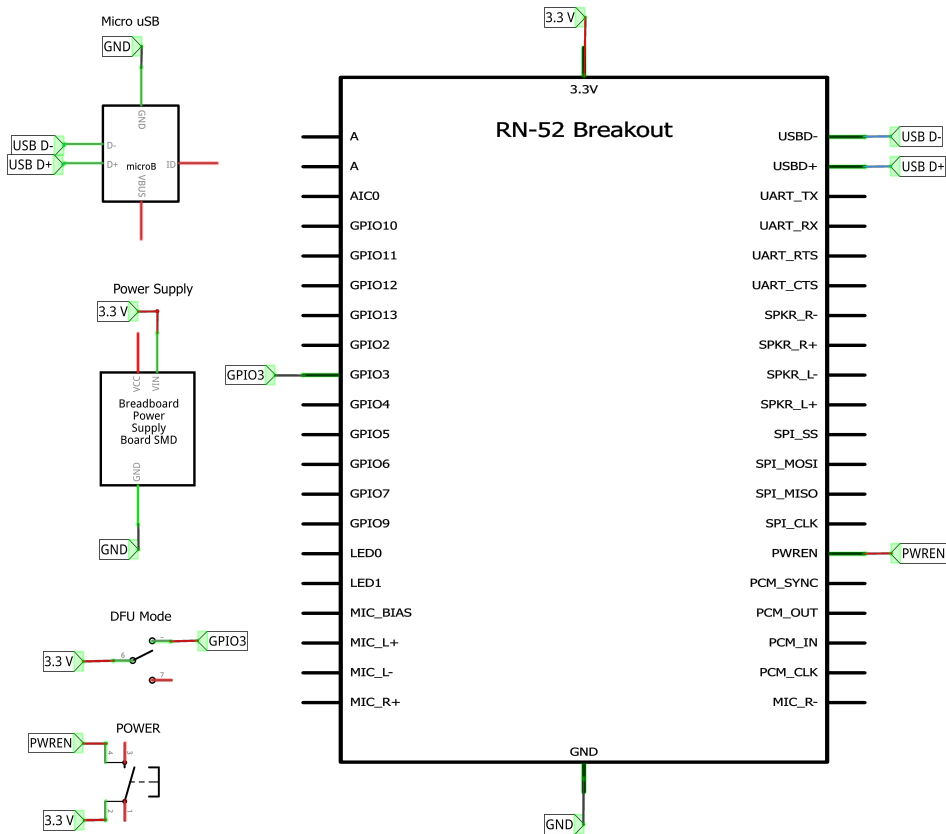 Micro uSB
GND
GND
USB D-
USB D+
D-
D+
microB
ID
VBUS
Power Supply
3.3 V
VCC
VIN
Breadboard
Power
Supply
Board SMD
GND
GND
DFU Mode
GPIO3
3.3 V
6
7
POWER
PWREN
4
3
2
1
3.3 V
3.3 V
3.3V
RN-52 Breakout
A
A
AIC0
GPIO10
GPIO11
GPIO12
GPIO13
GPIO2
GPIO3
GPIO3
GPIO4
GPIO5
GPIO6
GPIO7
GPIO9
LED0
LED1
MIC_BIAS
MIC_L+
MIC_L-
MIC_R+
USBD-
USB D-
USBD+
USB D+
UART_TX
UART_RX
UART_RTS
UART_CTS
SPKR_R-
SPKR_R+
SPKR_L-
SPKR_L+
SPI_SS
SPI_MOSI
SPI_MISO
SPI_CLK
PWREN
PWREN
PCM_SYNC
PCM_OUT
PCM_IN
PCM_CLK
MIC_R-
GND
GND